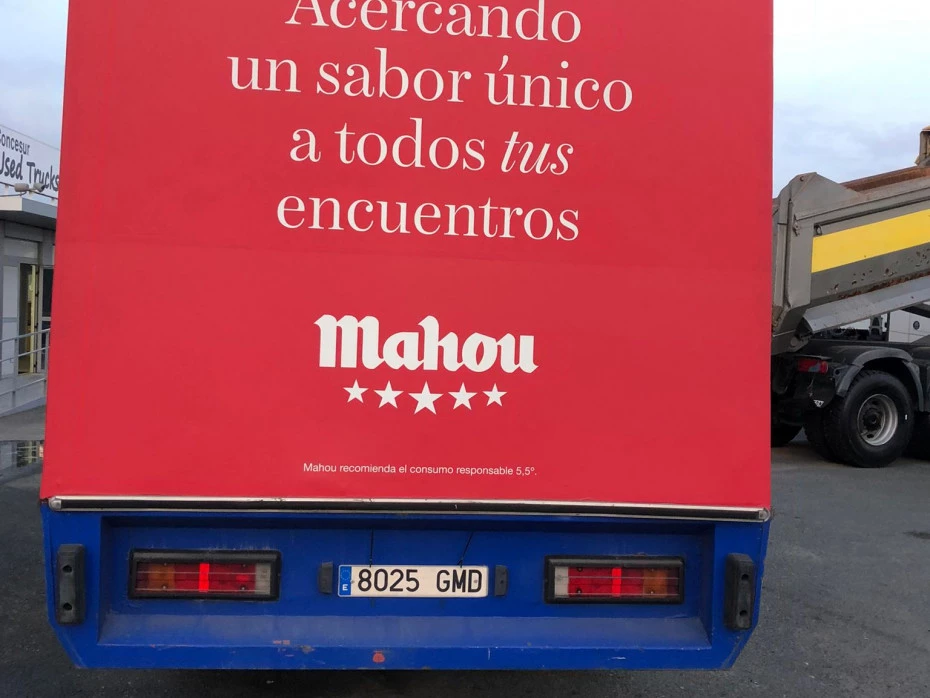 Acercando
un sabor único
a todos tus
encuentros
Concesur
Used Trucks
Mahou
Mahou recomienda el consumo responsable 5,5º.
E
8025 GMD